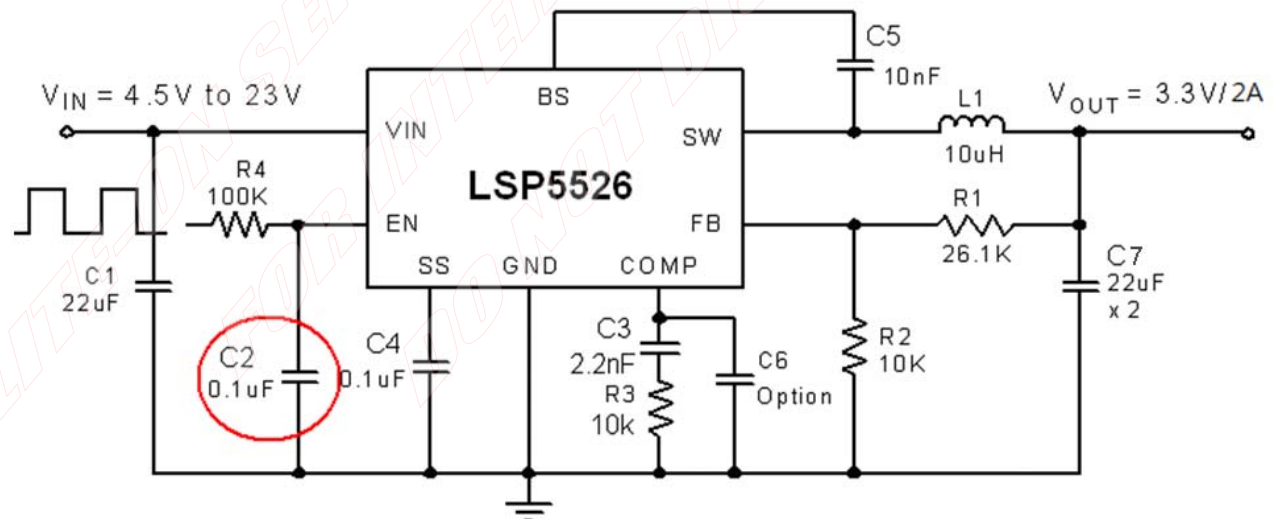 BS
C5
10nF
VIN = 4.5V to 23V
VIN
SW
L1
10uH
VOUT = 3.3V/2A
R4
100K
LSP5526
EN
FB
R1
26.1K
SS
GND
COMP
C1
22uF
C7
22uF
x 2
C2
0.1uF
C4
0.1uF
C3
2.2nF
R3
10k
C6
Option
R2
10K